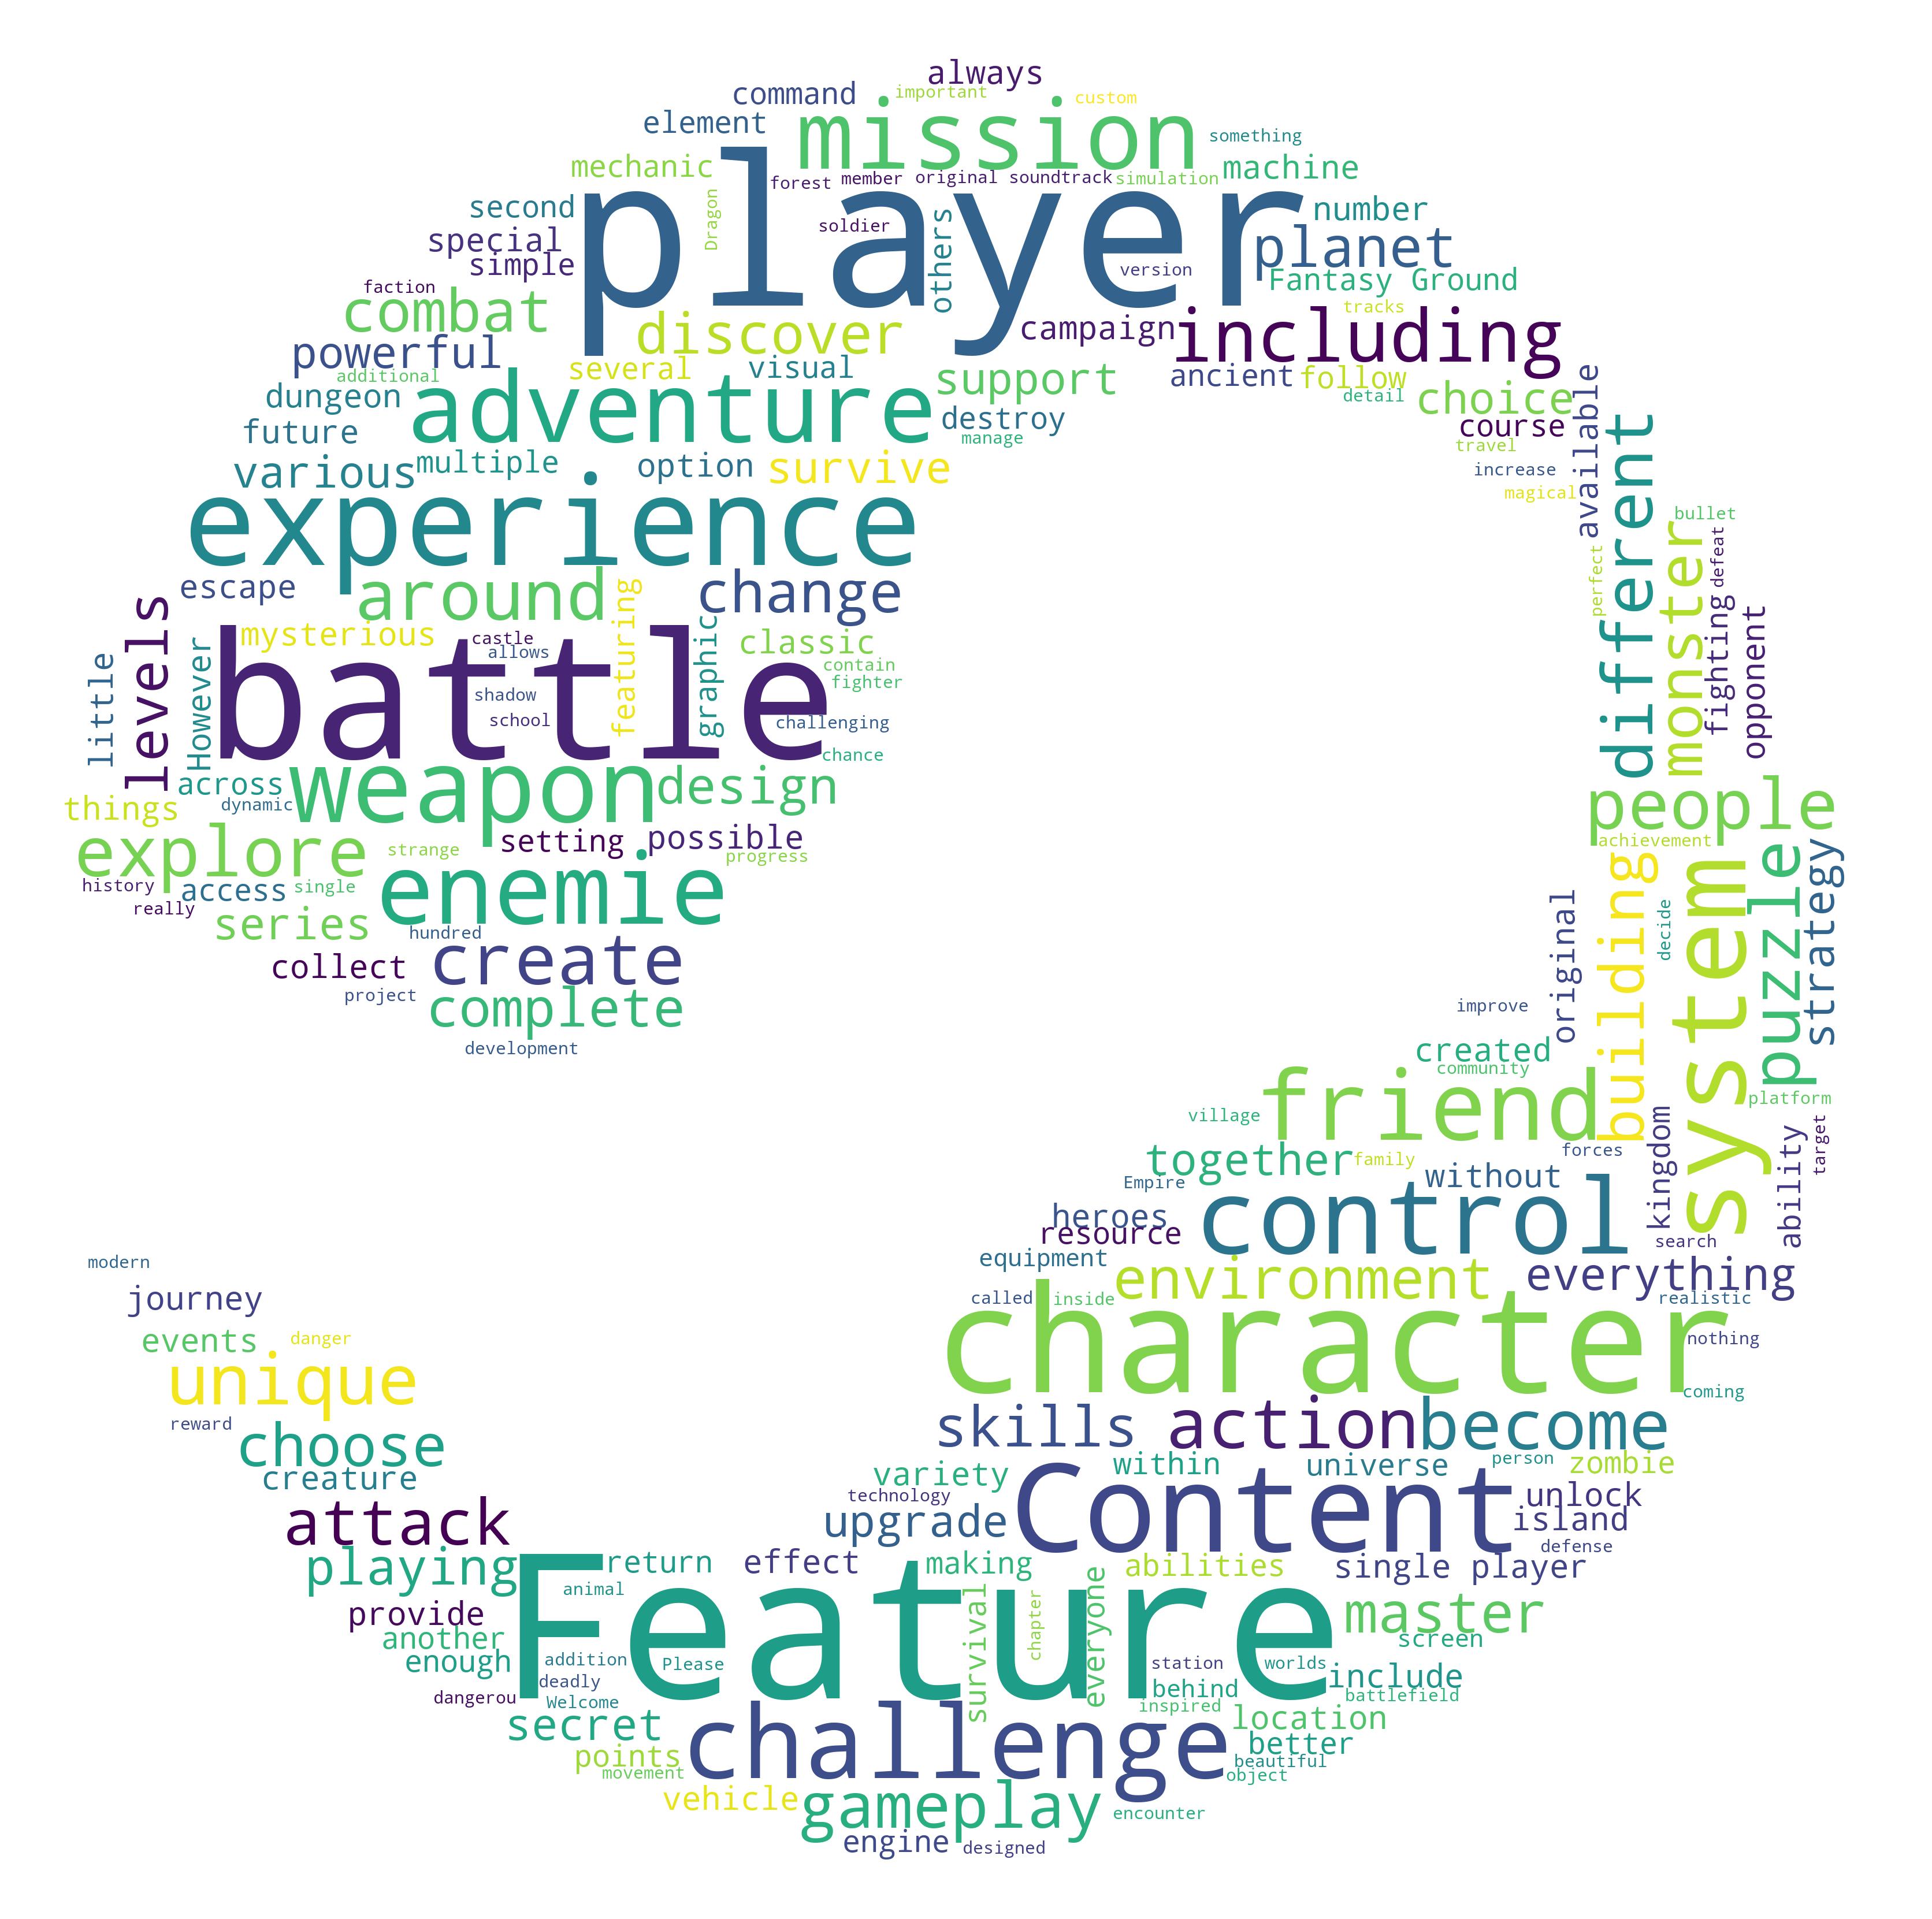 always
command
important
custom
element
mission
something
mechanic
machine
forest
member
original soundtrack
simulation
player
Dragon
soldier
others
version
second
number
special
simple
planet
Fantasy Ground
faction
combat
discover
campaign
tracks
including
powerful
additional
several
visual
support
ancient
follow
detail
choice
available
dungeon
adventure
destroy
manage
course
future
travel
various
multiple
option
survive
increase
magical
different
experience
bullet
monster
defeat
perfect
fighting
opponent
escape
around
featuring
change
levels
little
However
mysterious
castle
allows
graphic
classic
contain
fighter
battle
shadow
school
challenging
chance
across
dynamic
weapon
design
things
people
achievement
explore
strange
setting
possible
progress
history
access
single
enemie
really
series
hundred
building
decide
system
puzzle
strategy
original
collect
create
project
complete
improve
development
created
community
friend
platform
village
kingdom
ability
target
together
family
forces
Empire
without
heroes
resource
control
search
equipment
environment
everything
modern
journey
called
inside
realistic
character
events
danger
nothing
unique
coming
reward
skills
action
become
choose
creature
variety
within
universe
person
zombie
technology
Content
unlock
attack
upgrade
island
defense
playing
return
effect
making
abilities
single player
animal
Feature
survival
chapter
everyone
provide
master
another
enough
addition
Please
station
worlds
screen
deadly
include
dangerou
Welcome
behind
battlefield
inspired
secret
challenge
location
points
better
movement
beautiful
object
vehicle
gameplay
encounter
engine
designed